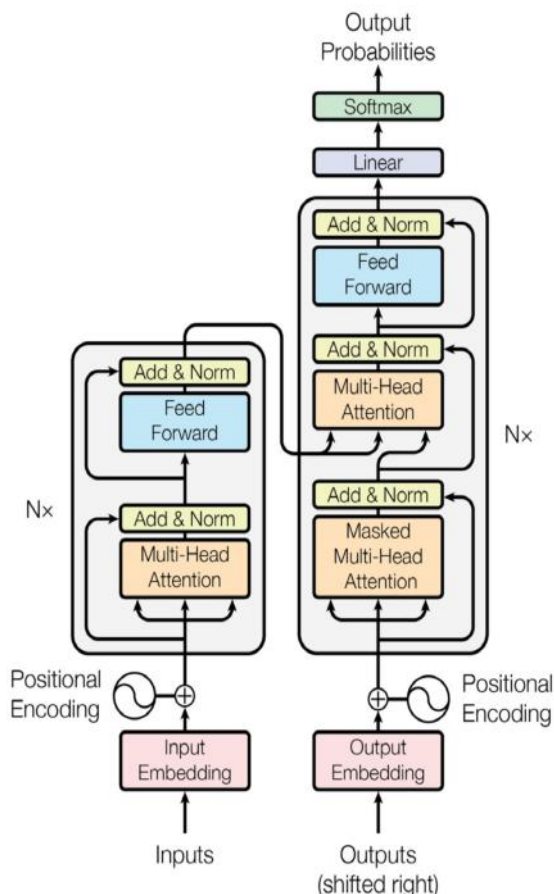 Output
Probabilities
Softmax
Linear
Add & Norm
Feed
Forward
Add & Norm
Multi-Head
Attention
Add & Norm
Masked
Multi-Head
Attention
Nx
Add & Norm
Feed
Forward
Add & Norm
Multi-Head
Attention
Nx
Positional
Encoding
Positional
Encoding
Input
Embedding
Output
Embedding
Inputs
Outputs
(shifted right)